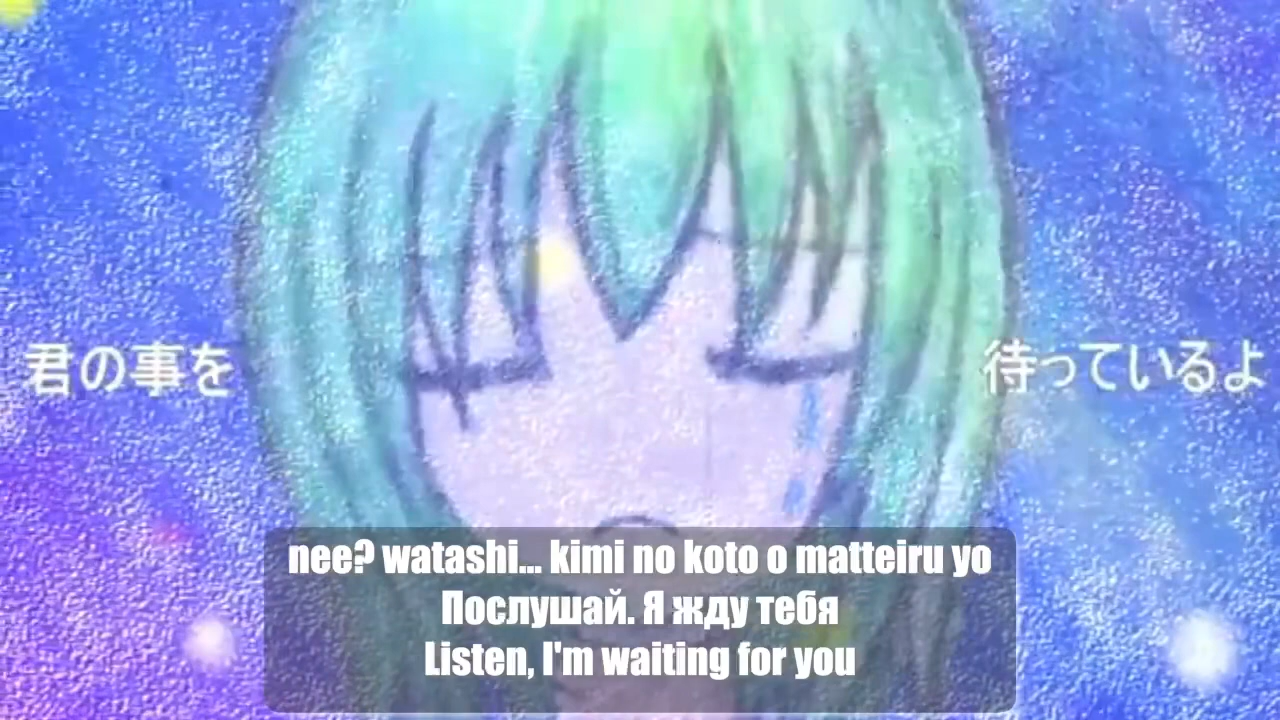 君の事を
待っているよ
nee? watashi... kimi no koto o matteiru yo
Послушай. Я жду тебя
Listen, I'm waiting for you